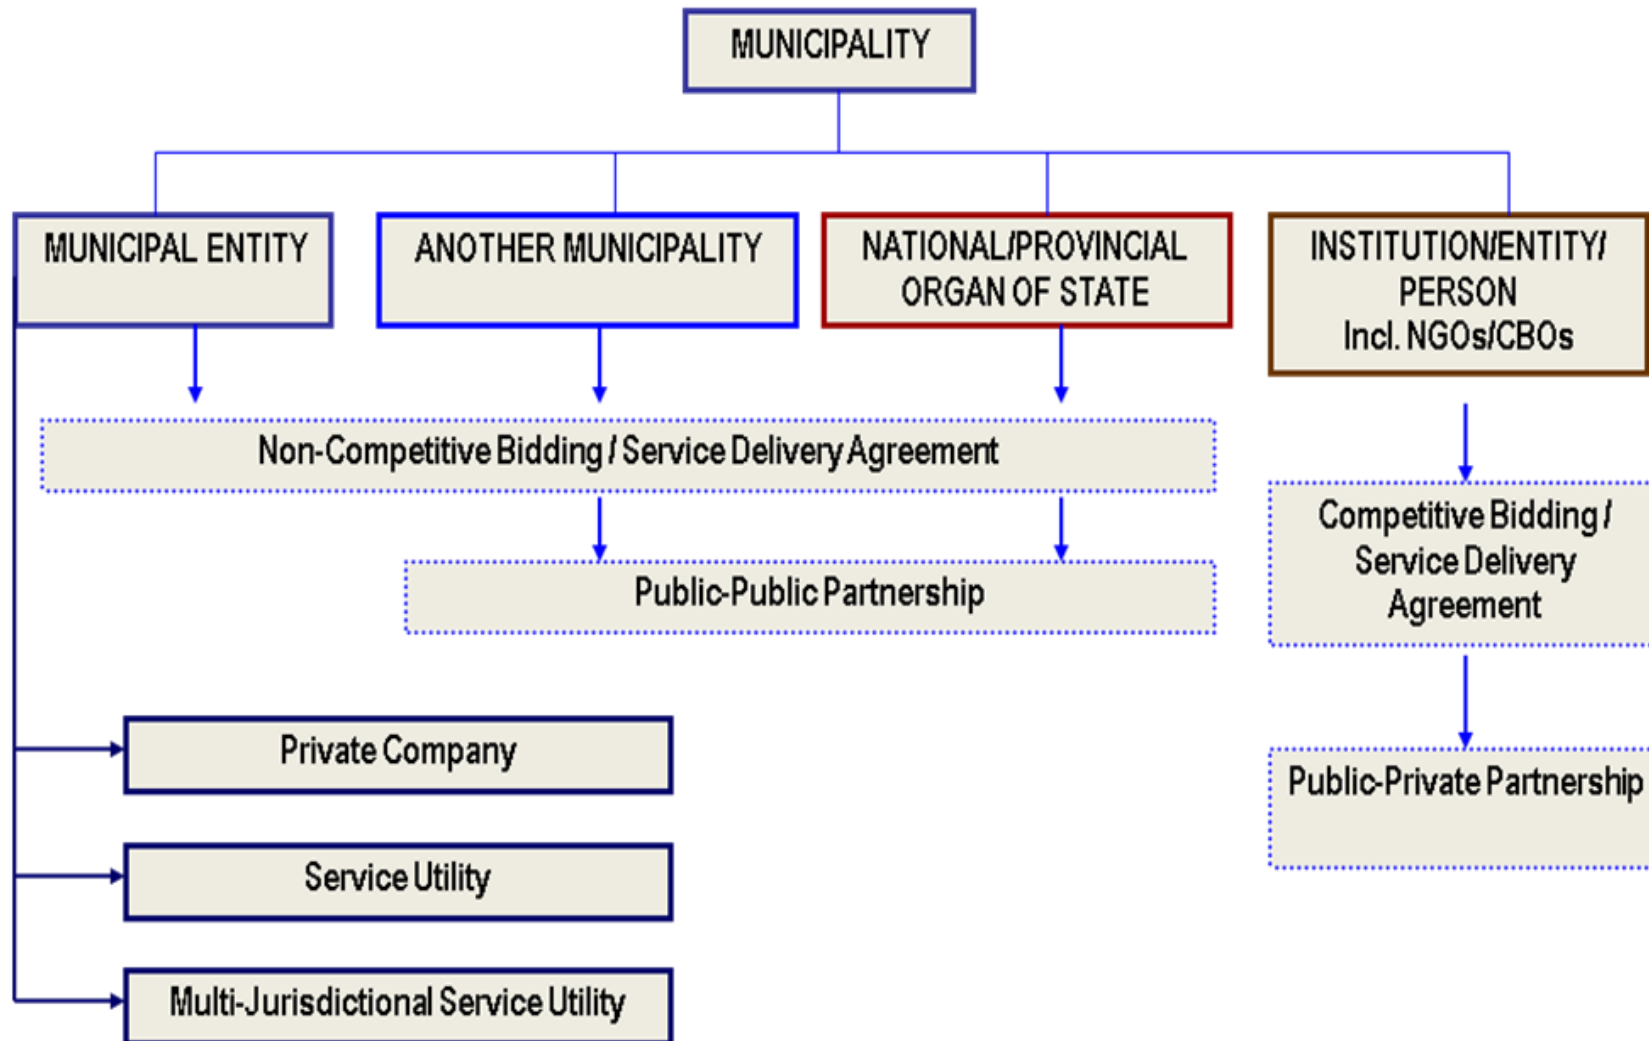 MUNICIPALITY
MUNICIPAL ENTITY
ANOTHER MUNICIPALITY
NATIONAL/PROVINCIAL
ORGAN OF STATE
INSTITUTION/ENTITY/
PERSON
Incl. NGOs/CBOs
Non-Competitive Bidding / Service Delivery Agreement
Competitive Bidding /
Service Delivery
Agreement
Public-Public Partnership
Private Company
Public-Private Partnership
Service Utility
Multi-Jurisdictional Service Utility